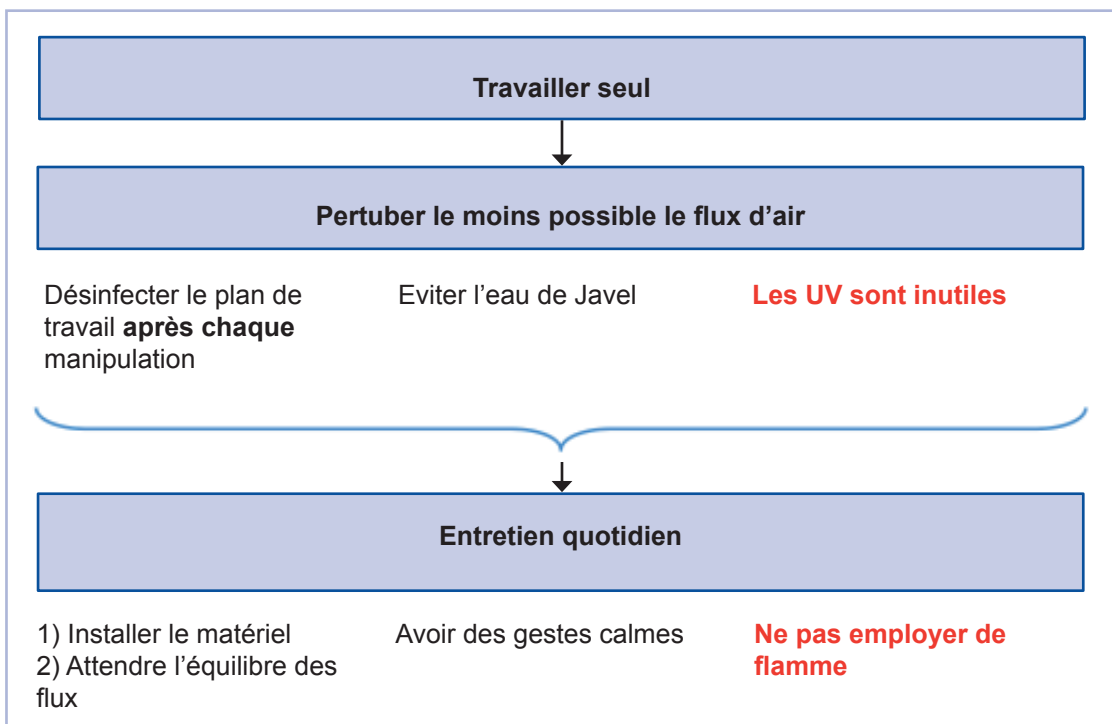 Travailler seul
Pertuber le moins possible le flux d'air
Désinfecter le plan de
travail après chaque
manipulation
Eviter l'eau de Javel
Les UV sont inutiles
Entretien quotidien
1) Installer le matériel
2) Attendre l'équilibre des
flux
Avoir des gestes calmes
Ne pas employer de
flamme